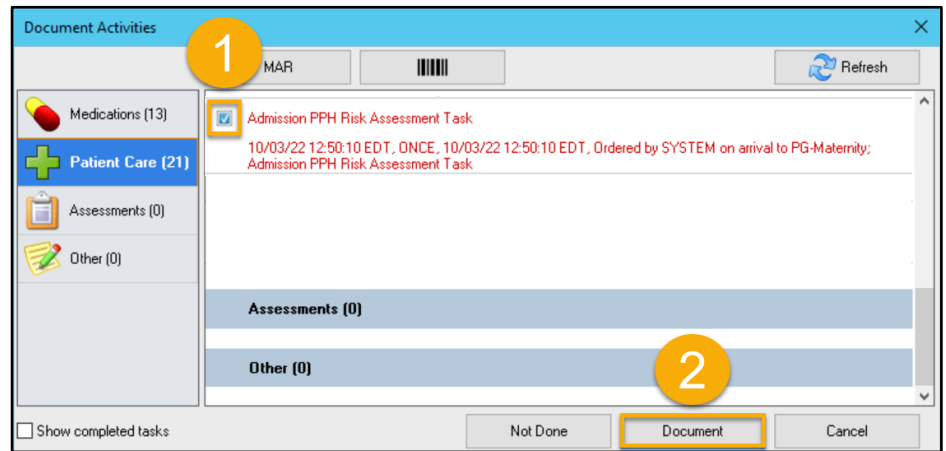 Document Activities
1
MAR
Refresh
Medications (13)
Patient Care (21)
Assessments (0)
Other (0)
Admission PPH Risk Assessment Task
10/03/22 12:50:10 EDT, ONCE, 10/03/22 12:50:10 EDT, Ordered by SYSTEM on arrival to PG-Maternity;
Admission PPH Risk Assessment Task
Assessments (0)
Other (0)
2
Show completed tasks
Not Done
Document
Cancel